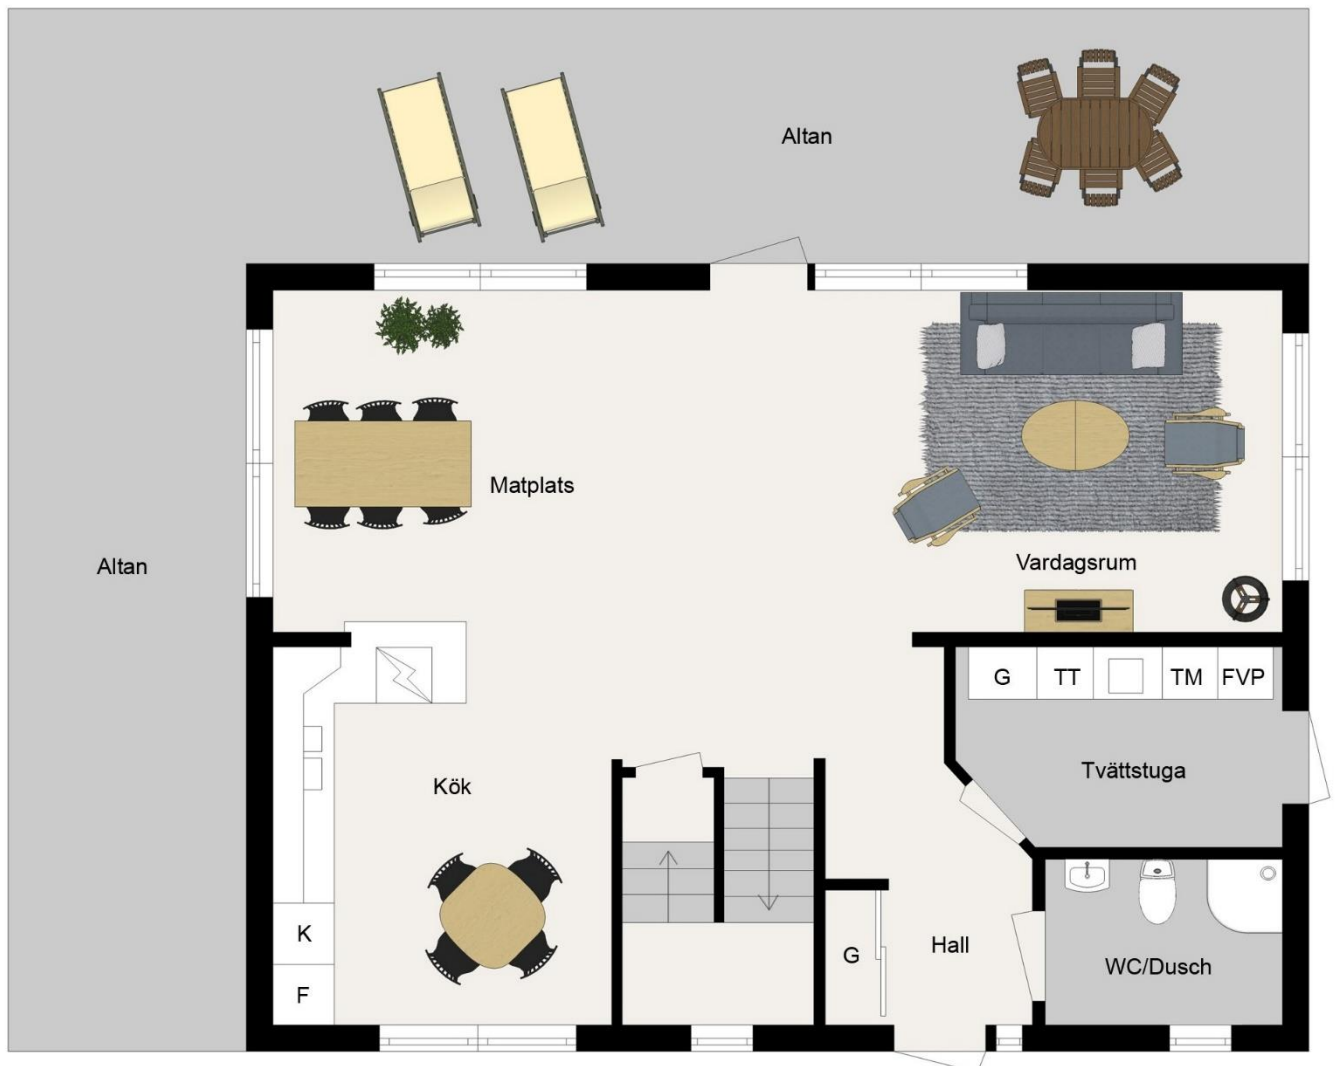 Altan
Matplats
Altan
Vardagsrum
G TT TM FVP
Tvättstuga
Kök
K
F
G
Hall
WC/Dusch